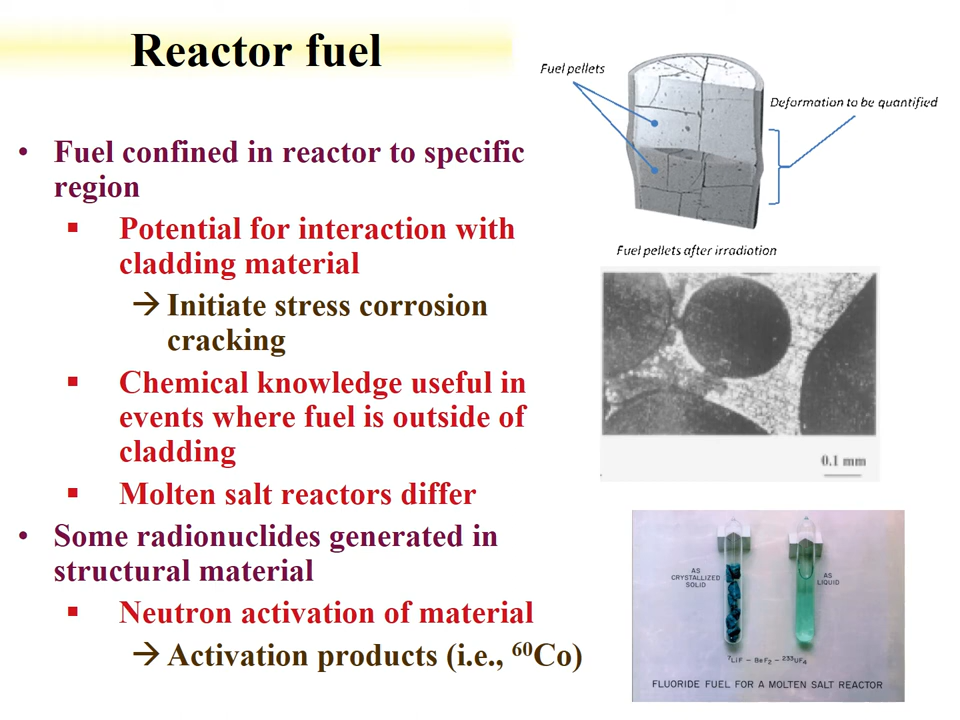 Reactor fuel
• Fuel confined in reactor to specific
region
▪ Potential for interaction with
cladding material
→ Initiate stress corrosion
cracking
▪ Chemical knowledge useful in
events where fuel is outside of
cladding
▪ Molten salt reactors differ
• Some radionuclides generated in
structural material
▪ Neutron activation of material
→ Activation products (i.e., ⁶⁰Co)
Fuel pellets
Deformation to be quantified
Fuel pellets after irradiation
0.1 mm
AS
CRYSTALLIZED
SOLID
AS
LIQUID
⁷LiF – BeF₂ – ²³³UF₄
FLUORIDE FUEL FOR A MOLTEN SALT REACTOR